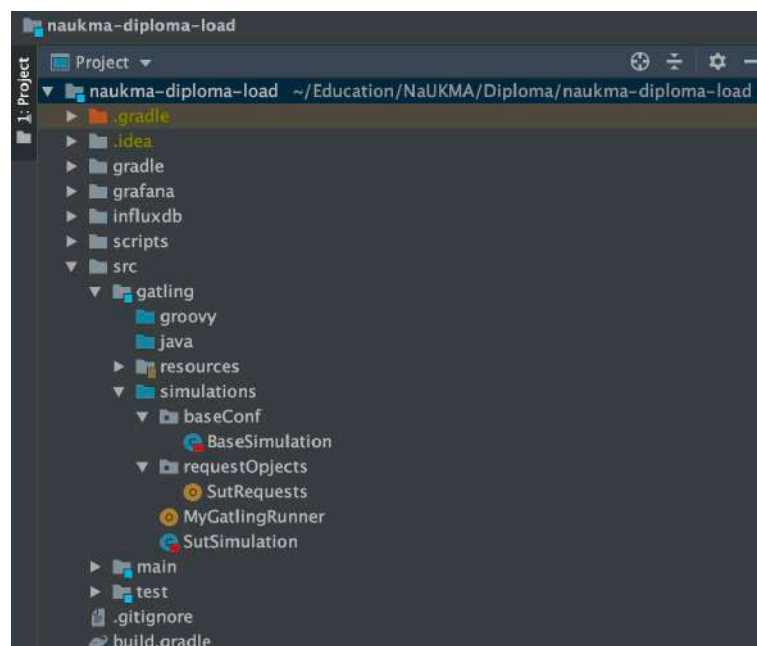 naukma-diploma-load
1: Project
Project
naukma-diploma-load ~/Education/NaUKMA/Diploma/naukma-diploma-load
.gradle
.idea
gradle
grafana
influxdb
scripts
src
gatling
groovy
java
resources
simulations
baseConf
BaseSimulation
requestOpjects
SutRequests
MyGatlingRunner
SutSimulation
main
test
.gitignore
build.gradle